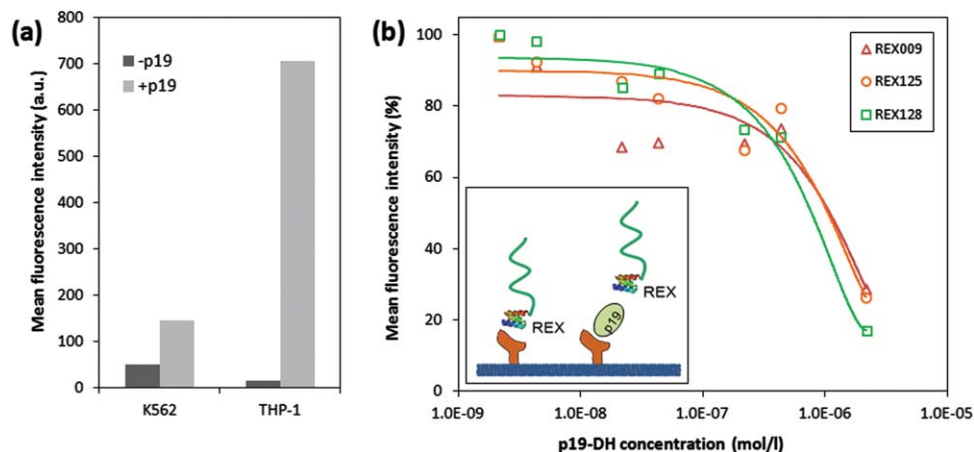 (a)
Mean fluorescence intensity (a.u.)
800
700
600
500
400
300
200
100
0
-p19
+p19
K562 THP-1
(b)
Mean fluorescence intensity (%)
100
80
60
40
20
0
REX009
REX125
REX128
REX
p19
REX
1.0E-09 1.0E-08 1.0E-07 1.0E-06 1.0E-05
p19-DH concentration (mol/l)